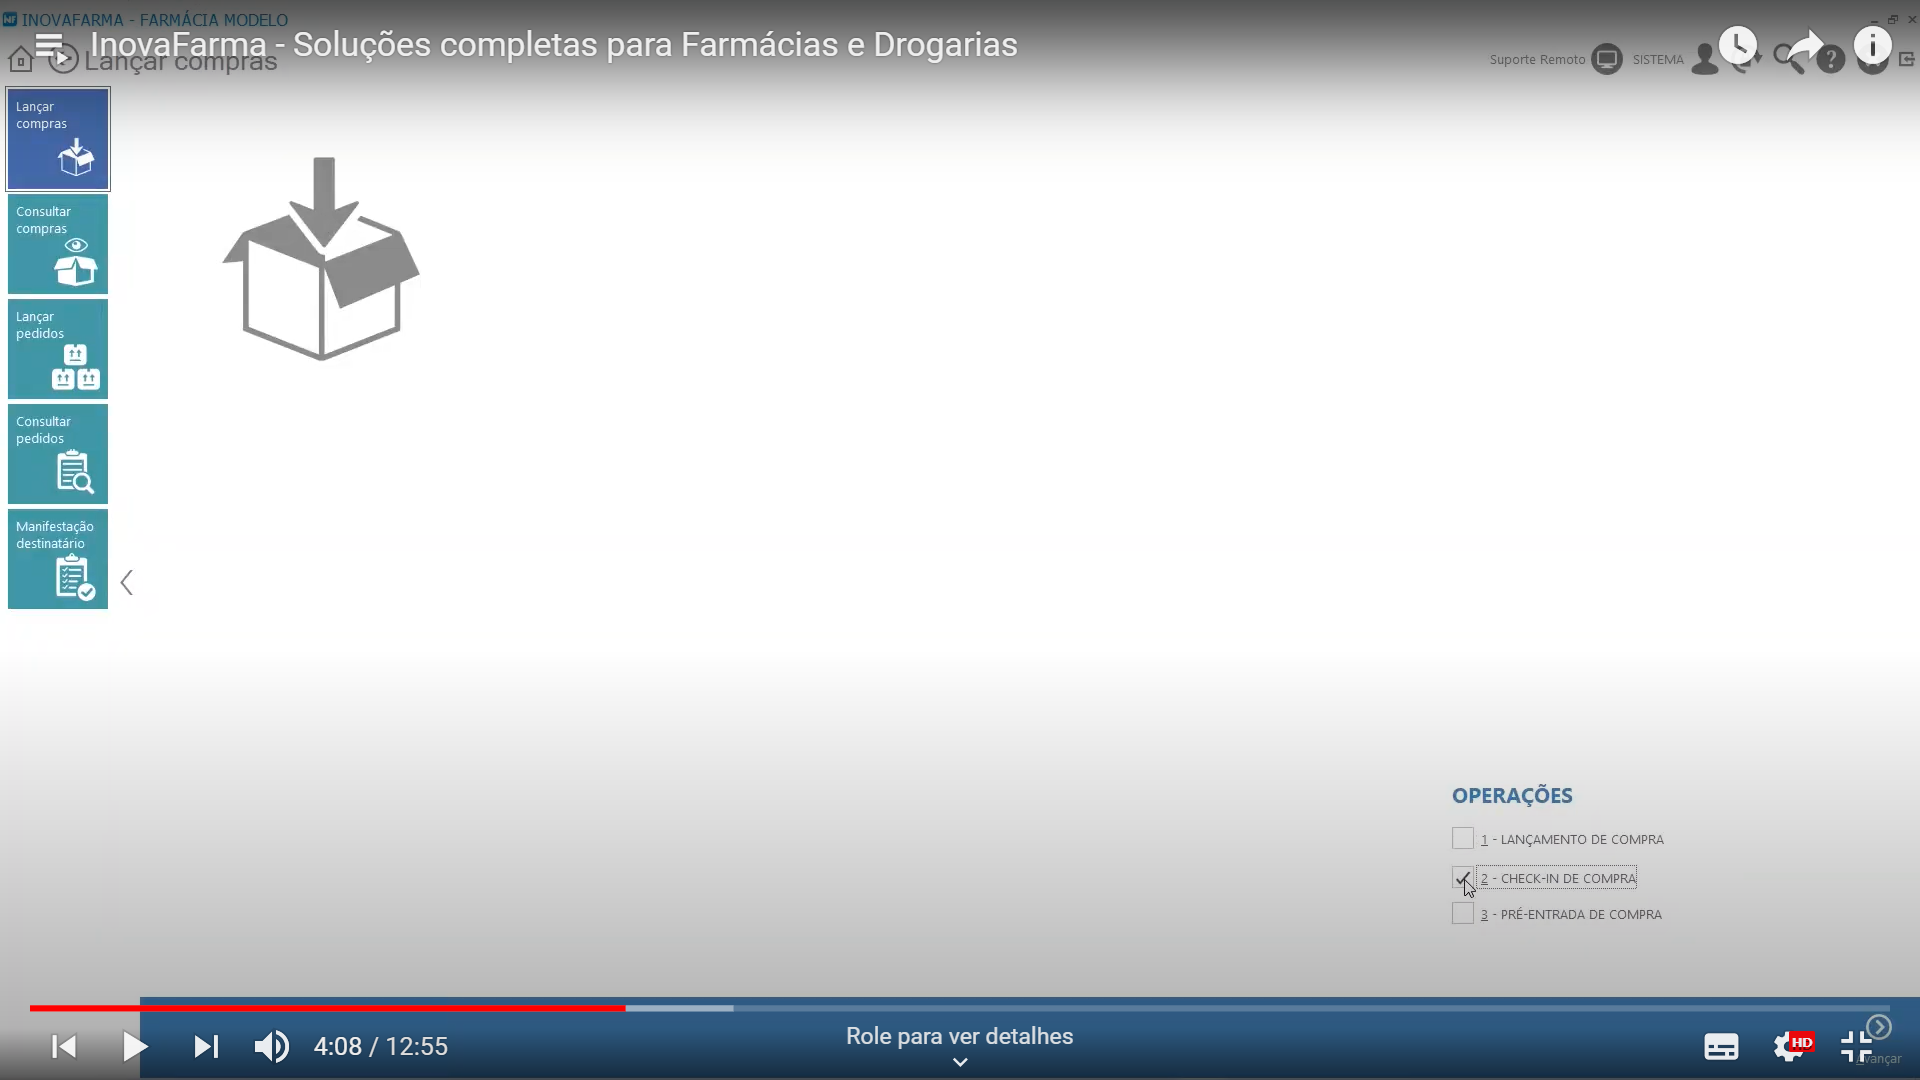 INOVAFARMA - FARMÁCIA MODELO
InovaFarma - Soluções completas para Farmácias e Drogarias
Lançar compras
Suporte Remoto
SISTEMA
Lançar
compras
Consultar
compras
Lançar
pedidos
Consultar
pedidos
Manifestação
destinatário
OPERAÇÕES
1 - LANÇAMENTO DE COMPRA
2 - CHECK-IN DE COMPRA
3 - PRÉ-ENTRADA DE COMPRA
4:08 / 12:55
Role para ver detalhes
HD
Avançar